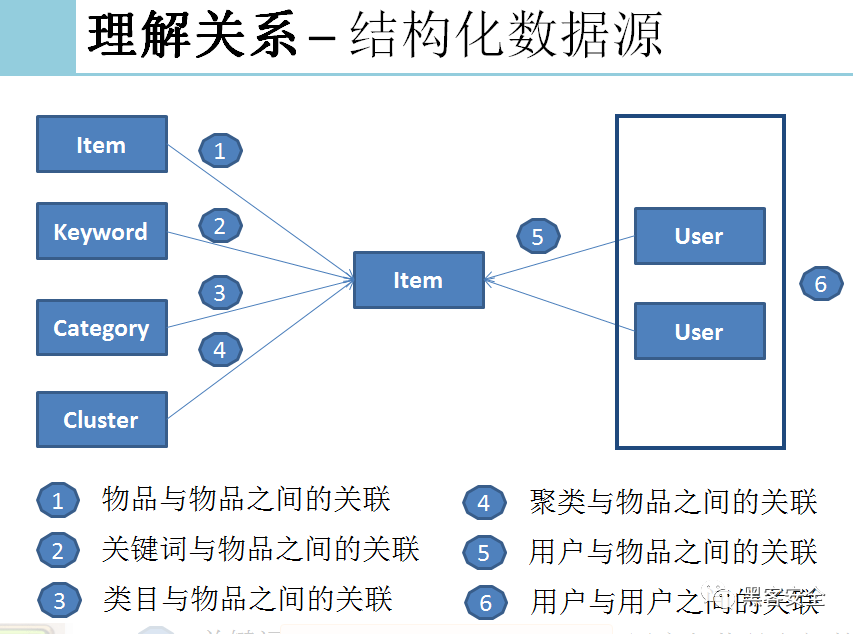 理解关系 – 结构化数据源
Item
1
Keyword
2
Category
3
Cluster
4
Item
5
User
User
6
1 物品与物品之间的关联
2 关键词与物品之间的关联
3 类目与物品之间的关联
4 聚类与物品之间的关联
5 用户与物品之间的关联
6 用户与用户之间的关联
黑客安全